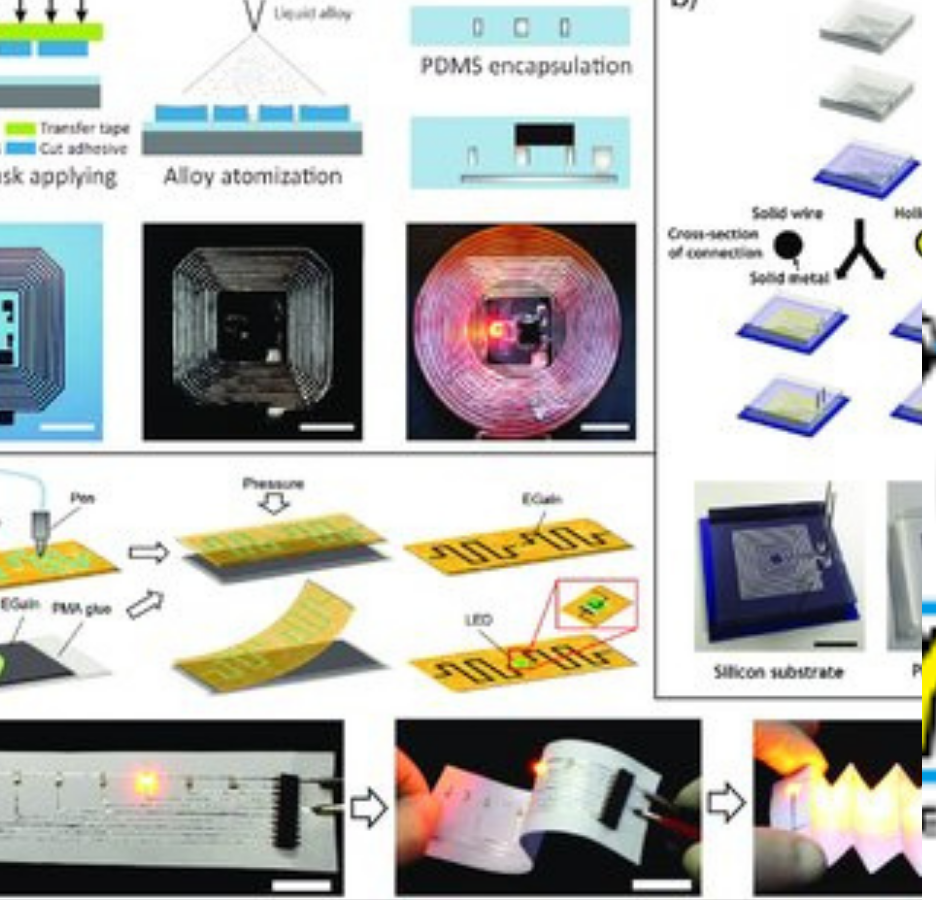 Liquid alloy
PDMS encapsulation
Transfer tape
Cut adhesive
sk applying
Alloy atomization
b)
Solid wire
Cross-section
of connection
Solid metal
Pen
Pressure
EGaIn
EGaIn
PMA glue
LED
Silicon substrate
P